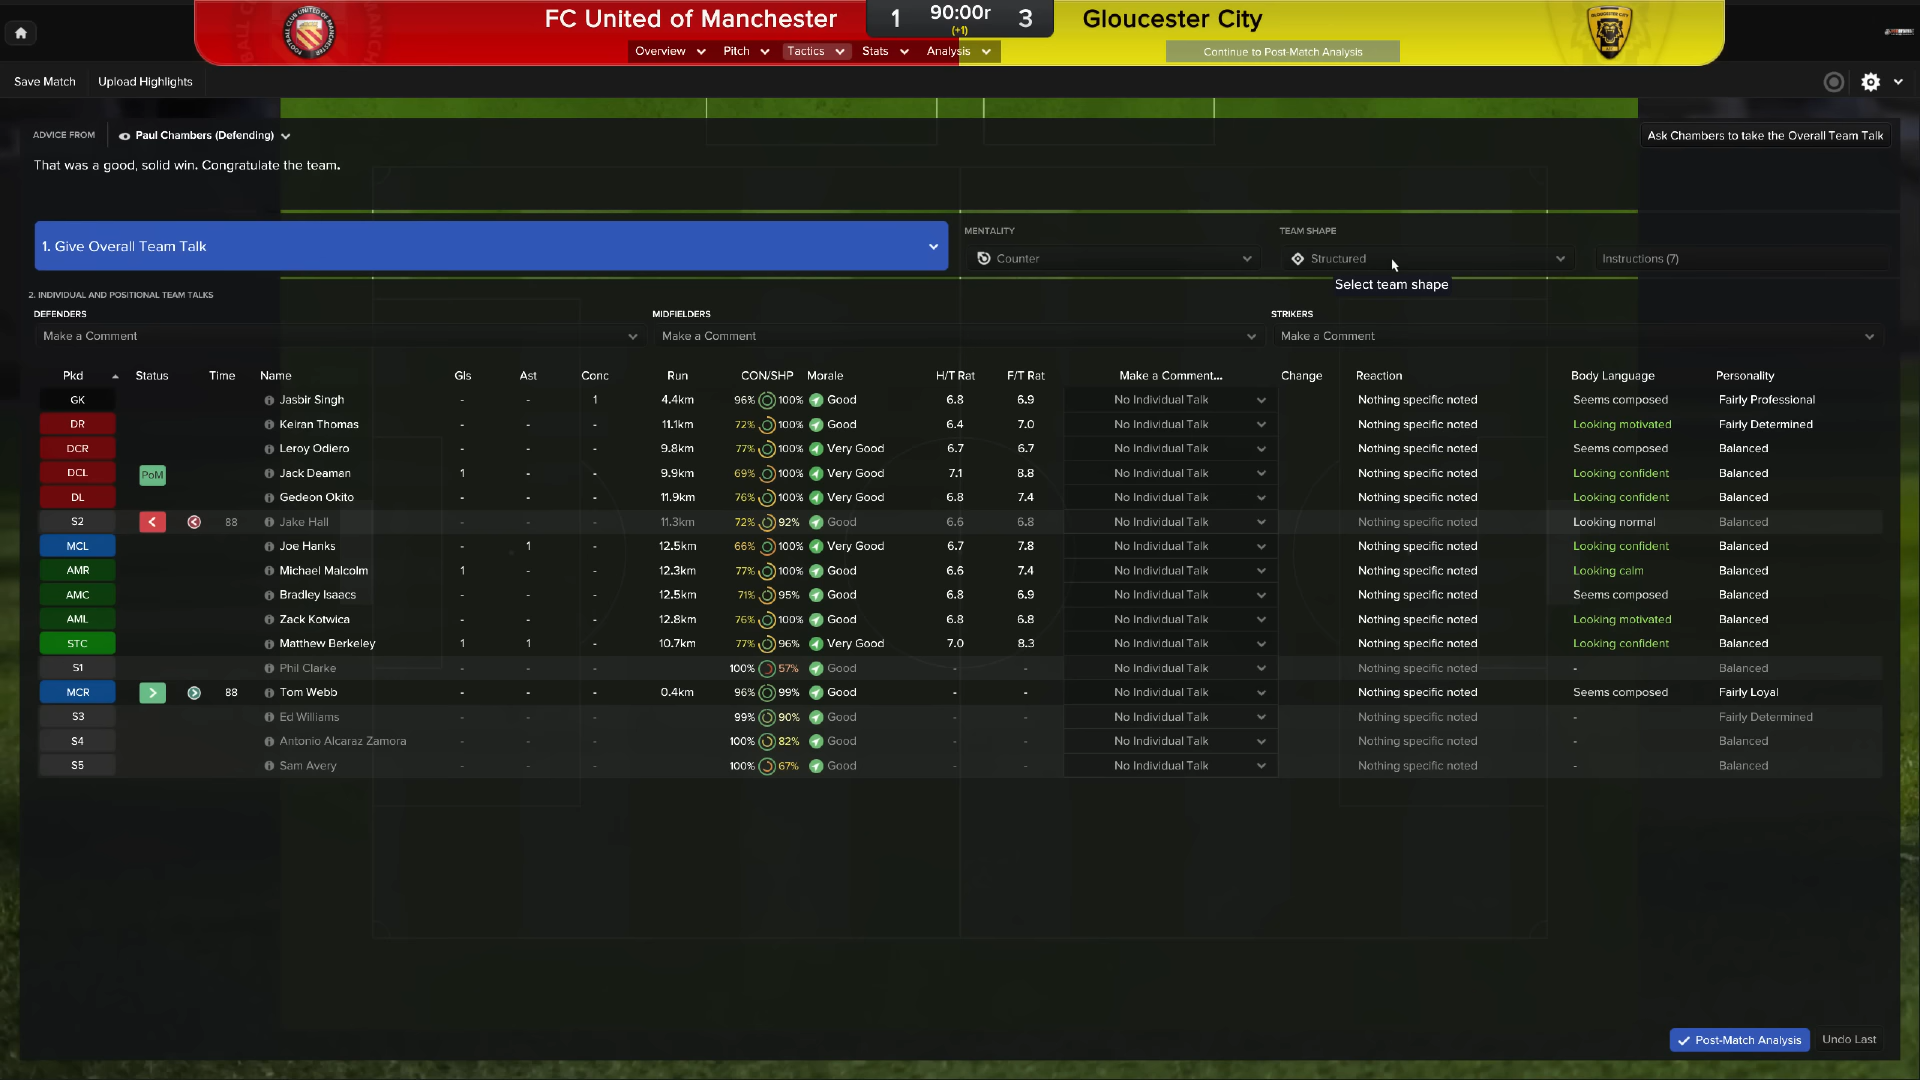 FC United of Manchester 1 90:00r (+1) 3 Gloucester City
Overview Pitch Tactics Stats Analysis Continue to Post-Match Analysis
Save Match Upload Highlights
ADVICE FROM Paul Chambers (Defending) Ask Chambers to take the Overall Team Talk
That was a good, solid win. Congratulate the team.
MENTALITY TEAM SHAPE
1. Give Overall Team Talk Counter Structured Instructions (7)
Select team shape
2. INDIVIDUAL AND POSITIONAL TEAM TALKS
DEFENDERS MIDFIELDERS STRIKERS
Make a Comment Make a Comment Make a Comment
Pkd Status Time Name Gls Ast Conc Run CON/SHP Morale H/T Rat F/T Rat Make a Comment... Change Reaction Body Language Personality
GK Jasbir Singh - - 1 4.4km 96% 100% Good 6.8 6.9 No Individual Talk Nothing specific noted Seems composed Fairly Professional
DR Keiran Thomas - - - 11.1km 72% 100% Good 6.4 7.0 No Individual Talk Nothing specific noted Looking motivated Fairly Determined
DCR Leroy Odiero - - - 9.8km 77% 100% Very Good 6.7 6.7 No Individual Talk Nothing specific noted Seems composed Balanced
DCL PoM Jack Deaman 1 - - 9.9km 69% 100% Very Good 7.1 8.8 No Individual Talk Nothing specific noted Looking confident Balanced
DL Gedeon Okito - - - 11.9km 76% 100% Very Good 6.8 7.4 No Individual Talk Nothing specific noted Looking confident Balanced
S2 88 Jake Hall - - - 11.3km 72% 92% Good 6.6 6.8 No Individual Talk Nothing specific noted Looking normal Balanced
MCL Joe Hanks - 1 - 12.5km 66% 100% Very Good 6.7 7.8 No Individual Talk Nothing specific noted Looking confident Balanced
AMR Michael Malcolm 1 - - 12.3km 77% 100% Good 6.6 7.4 No Individual Talk Nothing specific noted Looking calm Balanced
AMC Bradley Isaacs - - - 12.5km 71% 95% Good 6.8 6.9 No Individual Talk Nothing specific noted Seems composed Balanced
AML Zack Kotwica - - - 12.8km 76% 100% Good 6.8 6.8 No Individual Talk Nothing specific noted Looking motivated Balanced
STC Matthew Berkeley 1 1 - 10.7km 77% 96% Very Good 7.0 8.3 No Individual Talk Nothing specific noted Looking confident Balanced
S1 Phil Clarke - - - 100% 57% Good - - No Individual Talk Nothing specific noted - Balanced
MCR 88 Tom Webb - - - 0.4km 96% 99% Good - - No Individual Talk Nothing specific noted Seems composed Fairly Loyal
S3 Ed Williams - - - 99% 90% Good - - No Individual Talk Nothing specific noted - Fairly Determined
S4 Antonio Alcaraz Zamora - - - 100% 82% Good - - No Individual Talk Nothing specific noted - Balanced
S5 Sam Avery - - - 100% 67% Good - - No Individual Talk Nothing specific noted - Balanced
Post-Match Analysis Undo Last